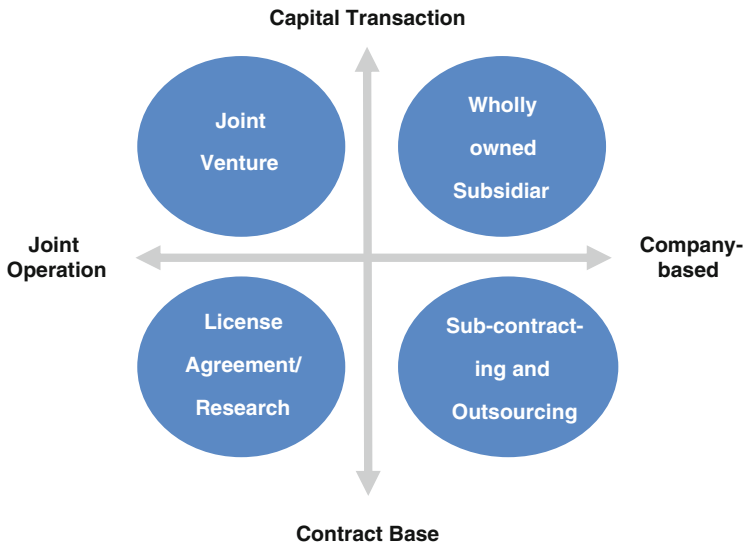 Capital Transaction
Joint
Venture
Wholly
owned
Subsidiar
Joint
Operation
Company-
based
License
Agreement/
Research
Sub-contract-
ing and
Outsourcing
Contract Base